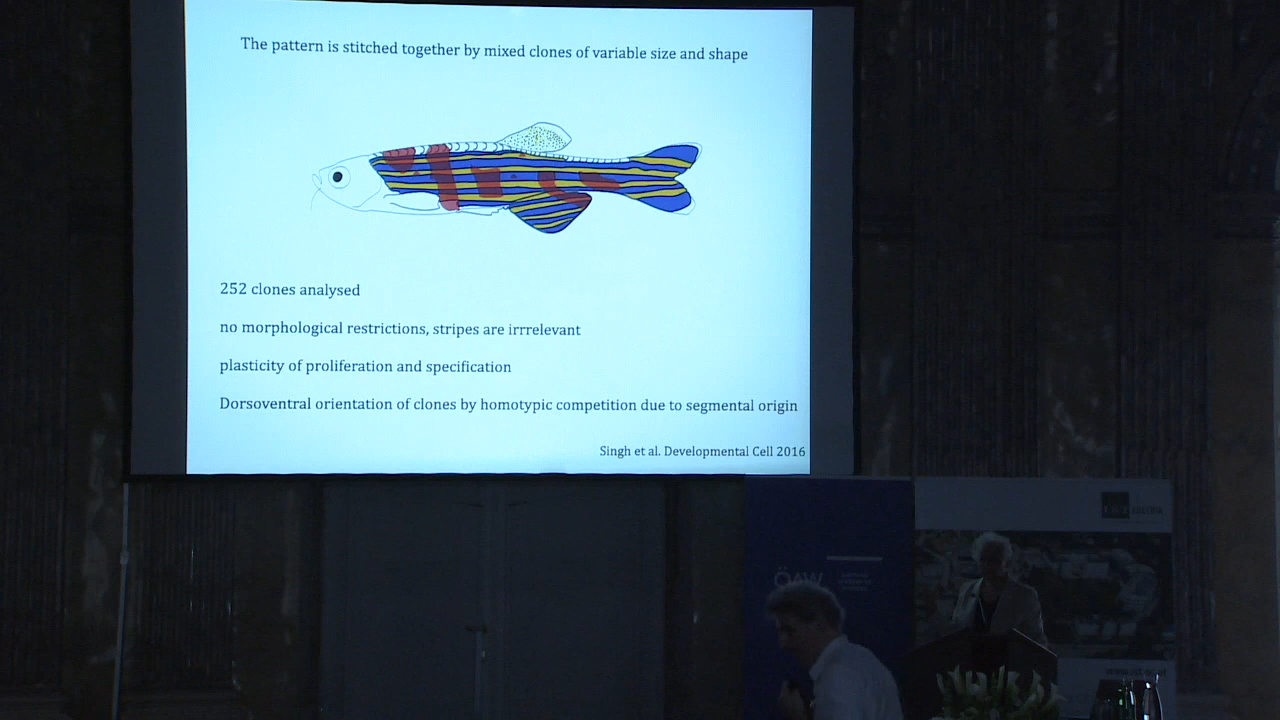 The pattern is stitched together by mixed clones of variable size and shape
252 clones analysed
no morphological restrictions, stripes are irrrelevant
plasticity of proliferation and specification
Dorsoventral orientation of clones by homotypic competition due to segmental origin
Singh et al. Developmental Cell 2016
ÖAW